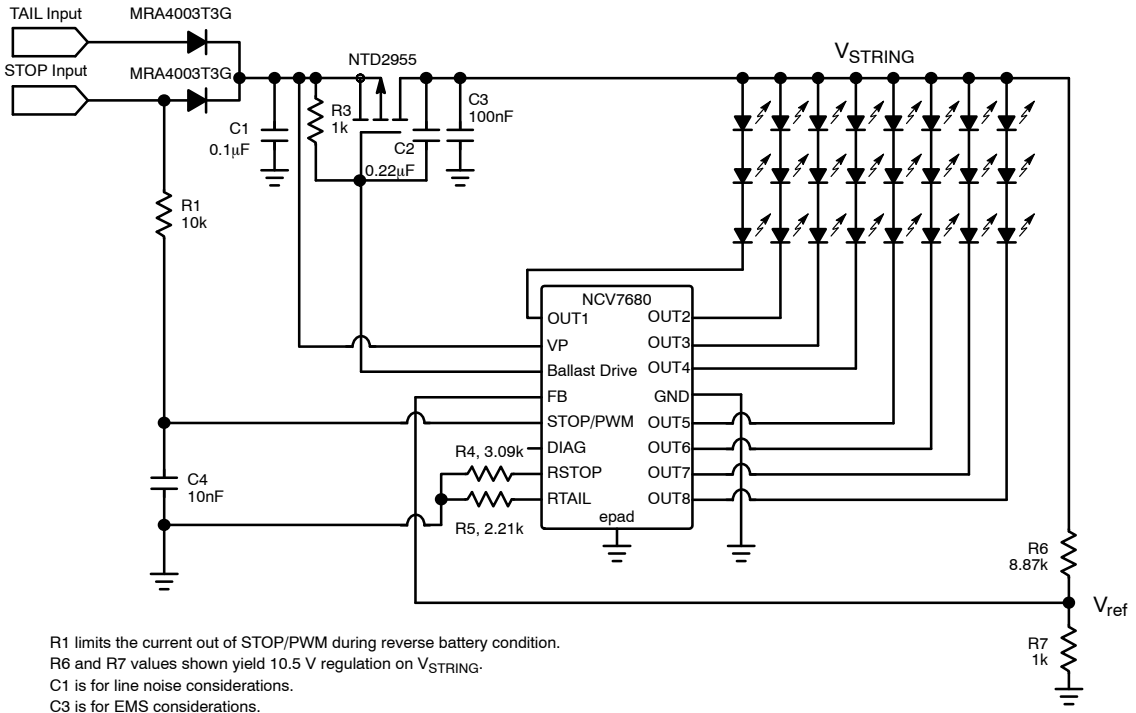 TAIL Input
MRA4003T3G
STOP Input
MRA4003T3G
NTD2955
V_STRING
R3
1k
C1
0.1μF
C2
0.22μF
C3
100nF
R1
10k
NCV7680
OUT1
OUT2
VP
OUT3
Ballast Drive
OUT4
FB
GND
STOP/PWM
OUT5
DIAG
OUT6
RSTOP
OUT7
RTAIL
OUT8
epad
R4, 3.09k
R5, 2.21k
C4
10nF
R6
8.87k
V_ref
R7
1k
R1 limits the current out of STOP/PWM during reverse battery condition.
R6 and R7 values shown yield 10.5 V regulation on V_STRING.
C1 is for line noise considerations.
C3 is for EMS considerations.